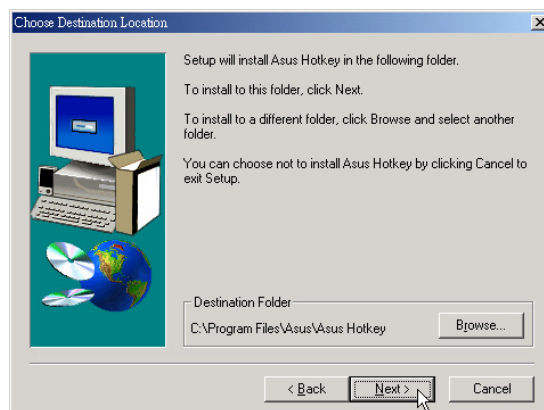 Choose Destination Location
Setup will install Asus Hotkey in the following folder.
To install to this folder, click Next.
To install to a different folder, click Browse and select another
folder.
You can choose not to install Asus Hotkey by clicking Cancel to
exit Setup.
Destination Folder
C:\Program Files\Asus\Asus Hotkey
Browse...
< Back
Next >
Cancel